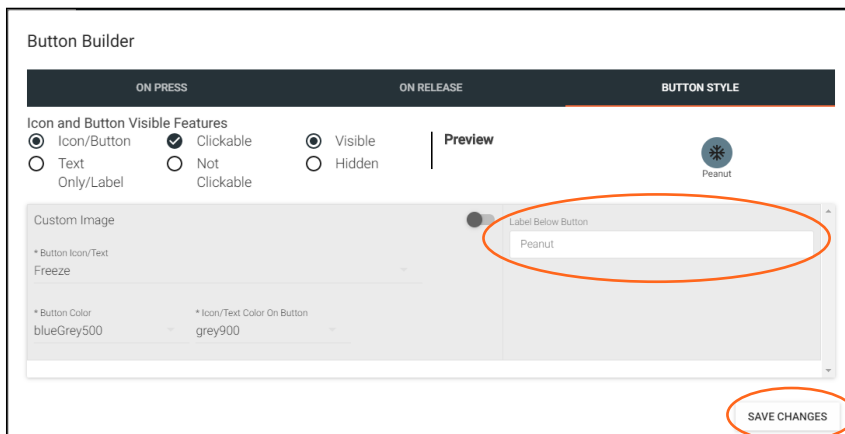 Button Builder
ON PRESS ON RELEASE BUTTON STYLE
Icon and Button Visible Features
Icon/Button Clickable Visible Preview
Text Only/Label Not Clickable Hidden
Peanut
Custom Image
Label Below Button
Peanut
* Button Icon/Text
Freeze
* Button Color * Icon/Text Color On Button
blueGrey500 grey900
SAVE CHANGES